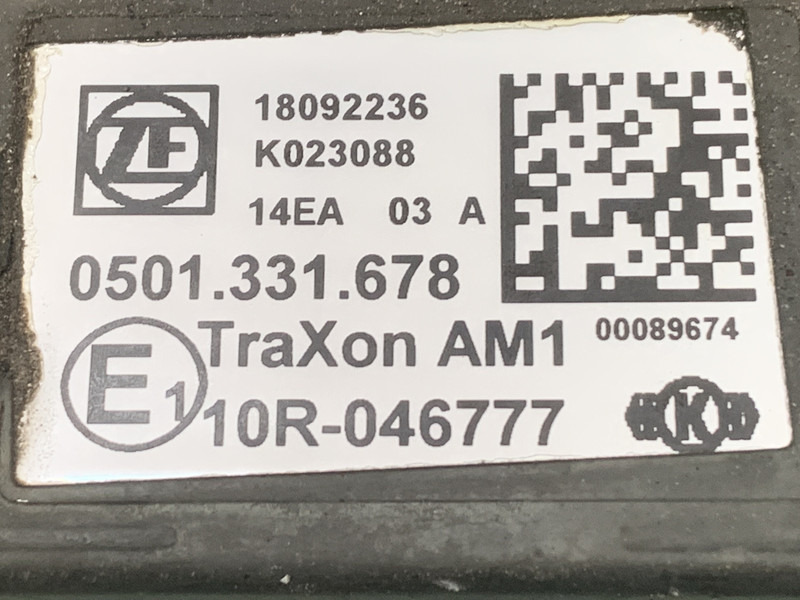 ZF
18092236
K023088
14EA 03 A
0501.331.678
TraXon AM1
00089674
E1
10R-046777
K